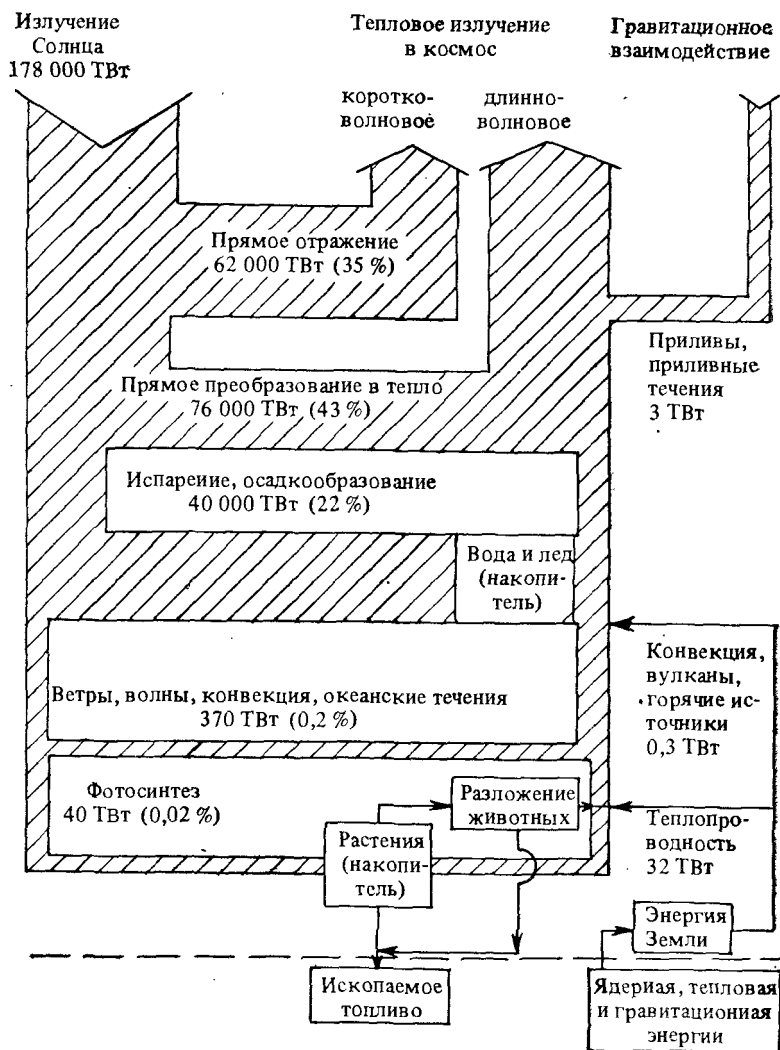 Излучение
Солнца
178 000 ТВт
Тепловое излучение
в космос
Гравитационное
взаимодействие
коротко-
волновое
длинно-
волновое
Прямое отражение
62 000 ТВт (35 %)
Приливы,
приливные
течения
3 ТВт
Прямое преобразование в тепло
76 000 ТВт (43 %)
Испарение, осадкообразование
40 000 ТВт (22 %)
Вода и лед
(накопи-
тель)
Конвекция,
вулканы,
горячие ис-
точники
0,3 ТВт
Ветры, волны, конвекция, океанские течения
370 ТВт (0,2 %)
Фотосинтез
40 ТВт (0,02 %)
Разложение
животных
Растения
(накопи-
тель)
Теплопро-
водность
32 ТВт
Энергия
Земли
Ископаемое
топливо
Ядерная, тепловая
и гравитационная
энергии